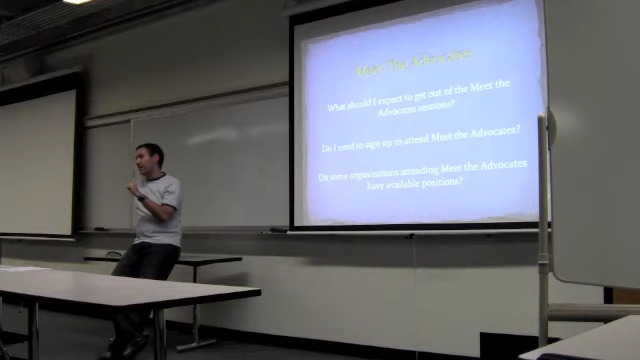 Meet The Advocates
What should I expect to get out of the Meet the
Advocates sessions?
Do I need to sign up to attend Meet the Advocates?
Do some organizations attending Meet the Advocates
have available positions?